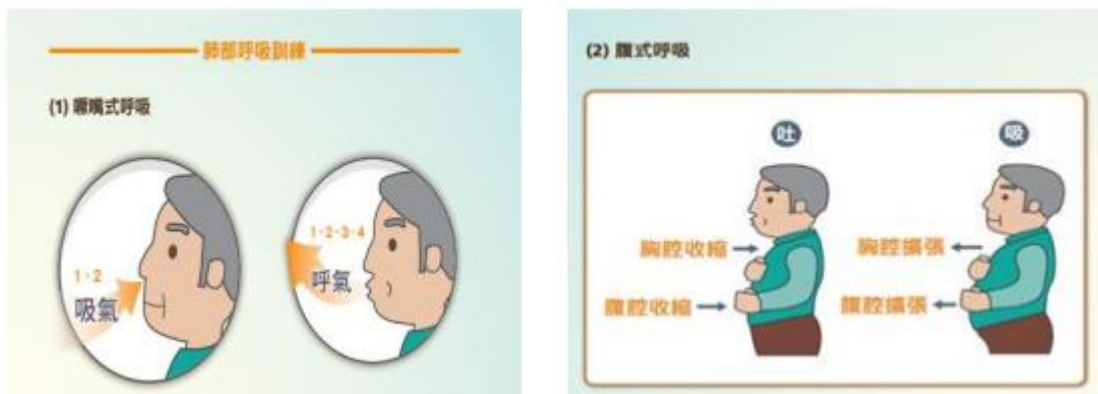 肺部呼吸訓練
(1) 噘嘴式呼吸
1·2
吸氣
1·2·3·4
呼氣
(2) 腹式呼吸
吐
吸
胸腔收縮
胸腔擴張
腹腔收縮
腹腔擴張